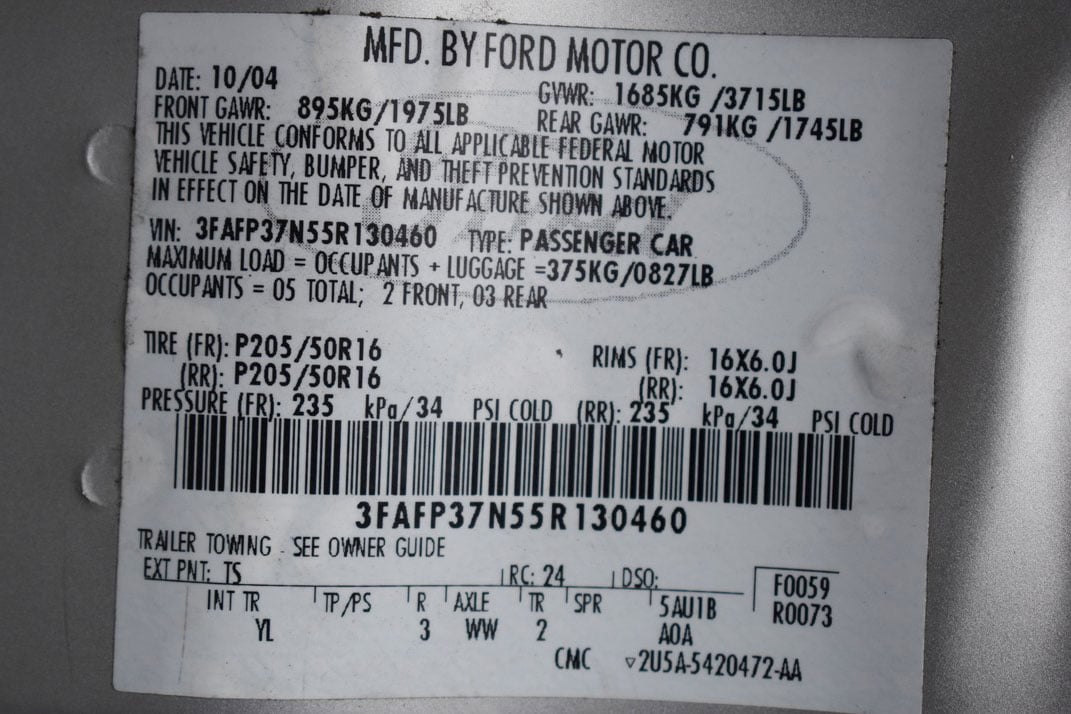 MFD. BY FORD MOTOR CO.
DATE: 10/04 GVWR: 1685KG /3715LB
FRONT GAWR: 895KG/1975LB REAR GAWR: 791KG /1745LB
THIS VEHICLE CONFORMS TO ALL APPLICABLE FEDERAL MOTOR
VEHICLE SAFETY, BUMPER, AND THEFT PREVENTION STANDARDS
IN EFFECT ON THE DATE OF MANUFACTURE SHOWN ABOVE.
VIN: 3FAFP37N55R130460 TYPE: PASSENGER CAR
MAXIMUM LOAD = OCCUPANTS + LUGGAGE =375KG/0827LB
OCCUPANTS = 05 TOTAL; 2 FRONT, 03 REAR
TIRE (FR): P205/50R16 RIMS (FR): 16X6.0J
(RR): P205/50R16 (RR): 16X6.0J
PRESSURE (FR): 235 kPa/34 PSI COLD (RR): 235 kPa/34 PSI COLD
3FAFP37N55R130460
TRAILER TOWING - SEE OWNER GUIDE
EXT PNT: TS RC: 24 DSO: F0059
INT TR TP/PS R AXLE TR SPR 5AU1B R0073
YL 3 WW 2 AOA
CMC ▽2U5A-5420472-AA